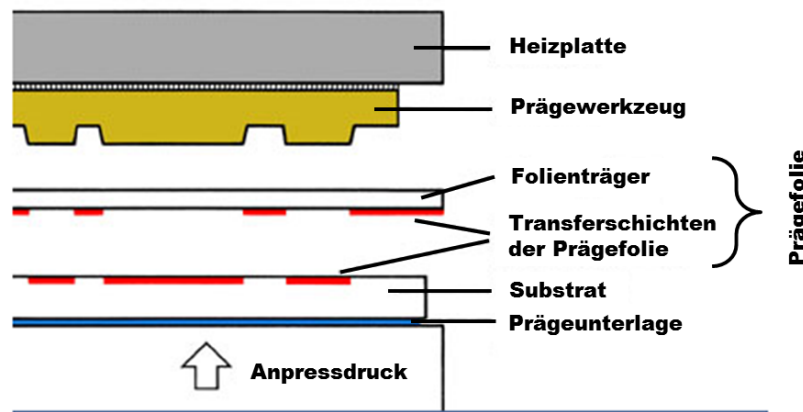 Heizplatte
Prägewerkzeug
Folienträger
Transferschichten
der Prägefolie
Prägefolie
Substrat
Prägeunterlage
Anpressdruck